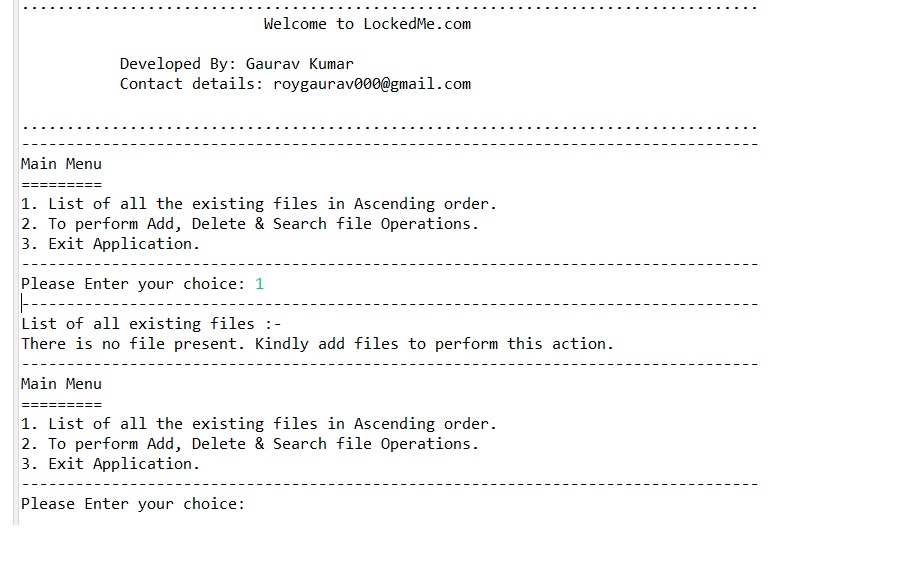 ..................................................................................
Welcome to LockedMe.com
Developed By: Gaurav Kumar
Contact details: roygaurav000@gmail.com
..................................................................................
----------------------------------------------------------------------------------
Main Menu
=========
1. List of all the existing files in Ascending order.
2. To perform Add, Delete & Search file Operations.
3. Exit Application.
----------------------------------------------------------------------------------
Please Enter your choice: 1
----------------------------------------------------------------------------------
List of all existing files :-
There is no file present. Kindly add files to perform this action.
----------------------------------------------------------------------------------
Main Menu
=========
1. List of all the existing files in Ascending order.
2. To perform Add, Delete & Search file Operations.
3. Exit Application.
----------------------------------------------------------------------------------
Please Enter your choice: